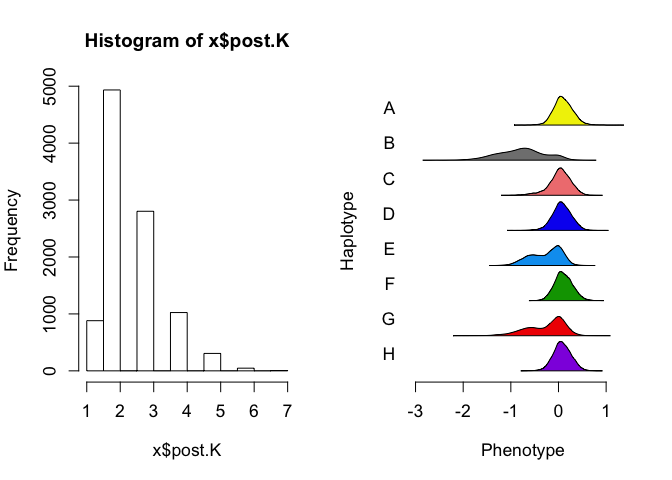 Histogram of x$post.K
Frequency
0
1000
2000
3000
4000
5000
1 2 3 4 5 6 7
x$post.K
Haplotype
A
B
C
D
E
F
G
H
-3 -2 -1 0 1
Phenotype